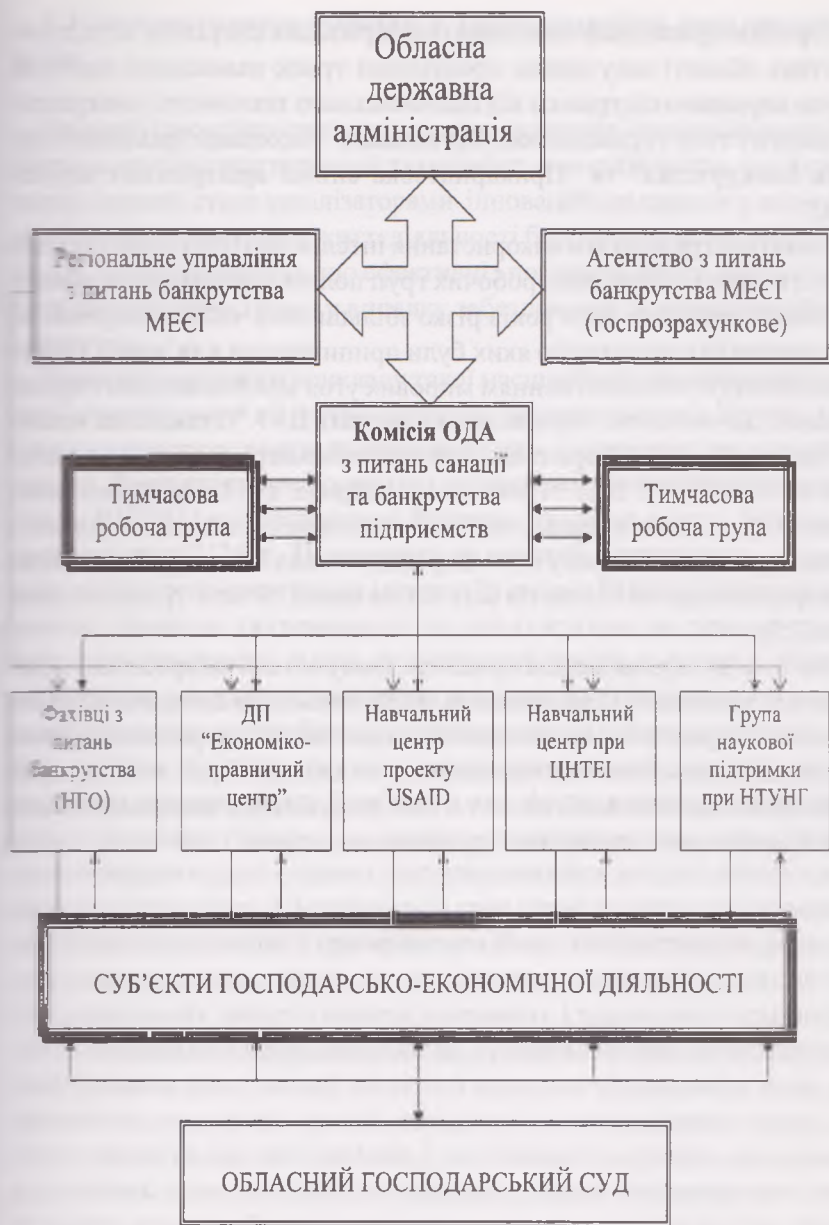 Обласна
державна
адміністрація
Регіональне управління
з питань банкрутства
МЕЄІ
Агентство з питань
банкрутства МЕЄІ
(госпрозрахункове)
Комісія ОДА
з питань санації
та банкрутства
підприємств
Тимчасова
робоча група
Тимчасова
робоча група
Фахівці з
питань
банкрутства
(НГО)
ДП
“Економіко-
правничий
центр”
Навчальний
центр
проекту
USAID
Навчальний
центр при
ЦНТЕІ
Група
наукової
підтримки
при НТУНГ
СУБ’ЄКТИ ГОСПОДАРСЬКО-ЕКОНОМІЧНОЇ ДІЯЛЬНОСТІ
ОБЛАСНИЙ ГОСПОДАРСЬКИЙ СУД